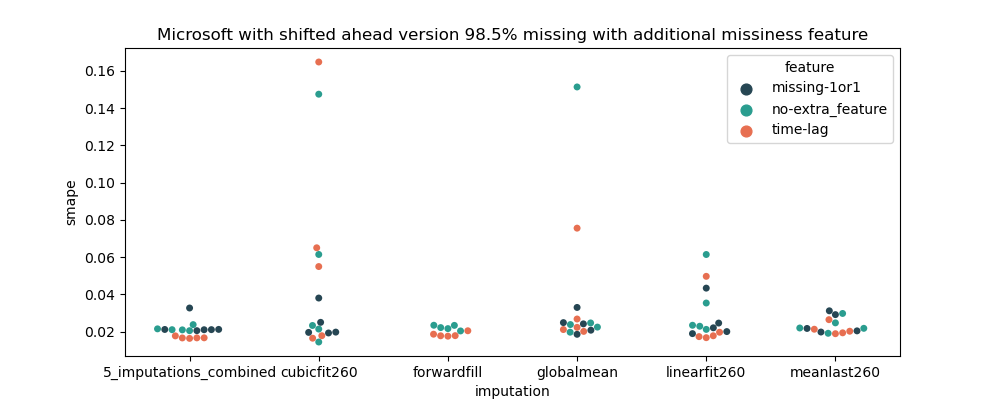 Microsoft with shifted ahead version 98.5% missing with additional missiness feature
feature
missing-1or1
no-extra_feature
time-lag
smape
0.16
0.14
0.12
0.10
0.08
0.06
0.04
0.02
5_imputations_combined cubicfit260 forwardfill globalmean linearfit260 meanlast260
imputation